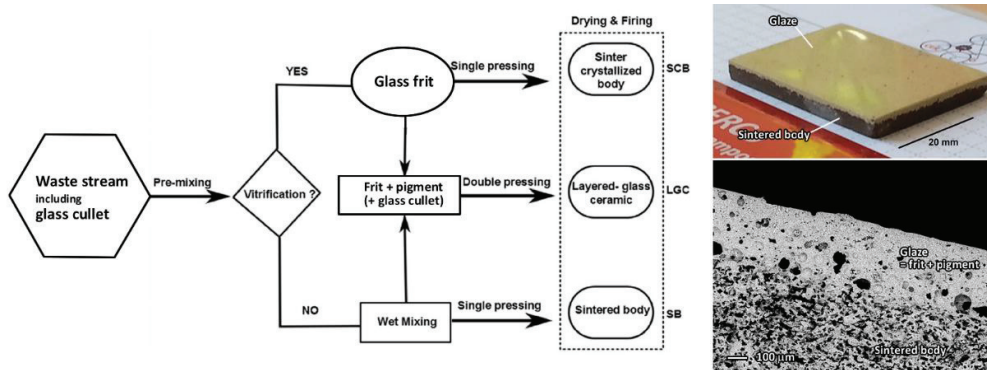 Waste stream
including
glass cullet
Pre-mixing
Vitrification ?
YES
NO
Glass frit
Frit + pigment
(+ glass cullet)
Wet Mixing
Single pressing
Double pressing
Single pressing
Drying & Firing
Sinter
crystallized
body
SCB
Layered- glass
ceramic
LGC
Sintered body
SB
Glaze
Sintered body
20 mm
Glaze
= frit + pigment
Sintered body
100 µm